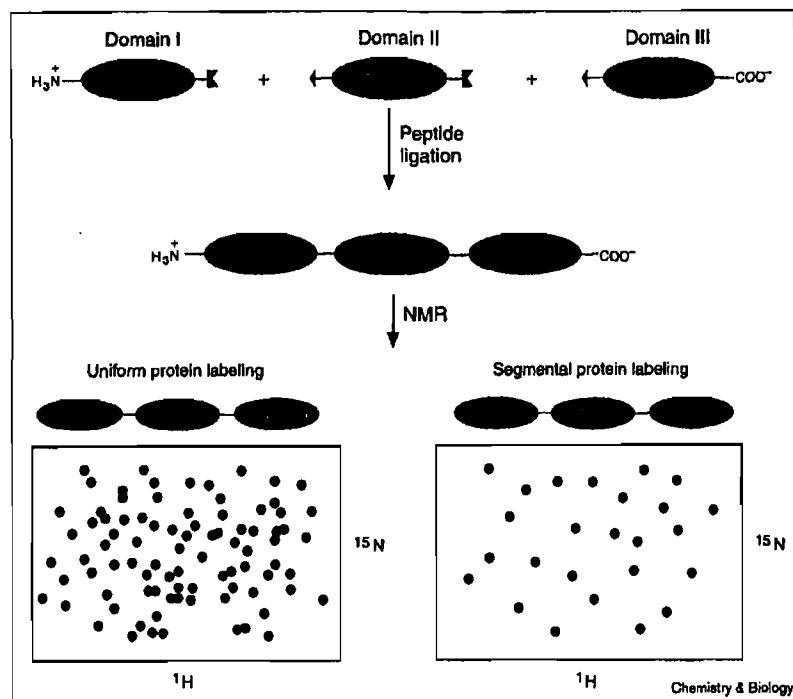 Domain I Domain II Domain III
H₃N⁺ + + COO⁻
Peptide
ligation
H₃N⁺ COO⁻
NMR
Uniform protein labeling Segmental protein labeling
¹⁵N ¹⁵N
¹H ¹H
Chemistry & Biology